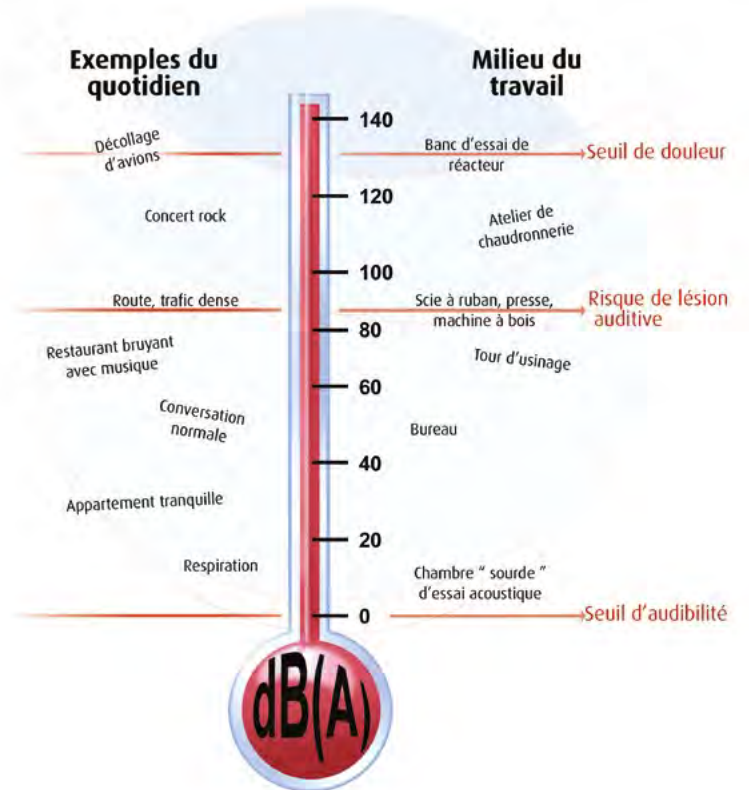 Exemples du
quotidien
Milieu du
travail
140
Décollage
d'avions
Banc d'essai de
réacteur
Seuil de douleur
120
Concert rock
Atelier de
chaudronnerie
100
Route, trafic dense
Scie à ruban, presse,
machine à bois
Risque de lésion
auditive
80
Restaurant bruyant
avec musique
Tour d'usinage
60
Conversation
normale
Bureau
40
Appartement tranquille
20
Respiration
Chambre " sourde "
d'essai acoustique
0
Seuil d'audibilité
dB(A)